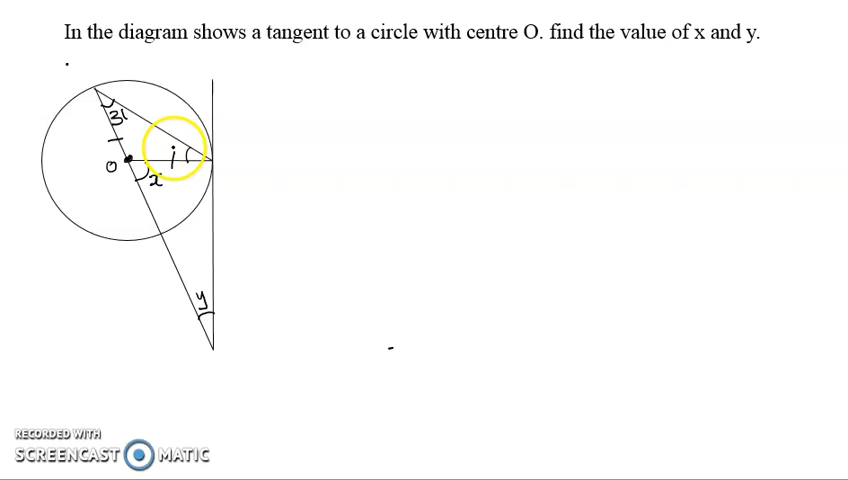 In the diagram shows a tangent to a circle with centre O. find the value of x and y.
.
31
O
x
y
RECORDED WITH
SCREENCAST MATIC